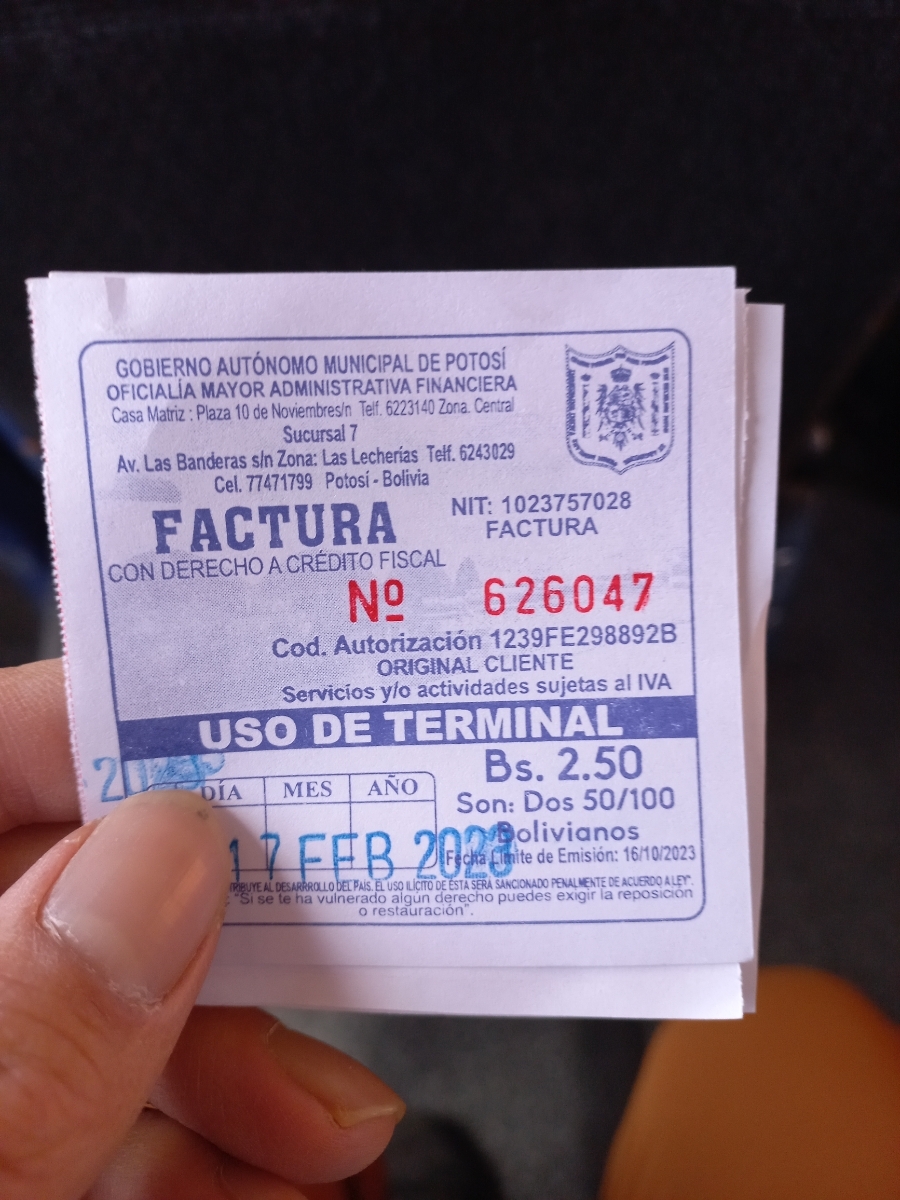 GOBIERNO AUTÓNOMO MUNICIPAL DE POTOSÍ
OFICIALÍA MAYOR ADMINISTRATIVA FINANCIERA
Casa Matriz : Plaza 10 de Noviembres/n Telf. 6223140 Zona. Central
Sucursal 7
Av. Las Banderas s/n Zona: Las Lecherías Telf. 6243029
Cel. 77471799 Potosí - Bolivia
FACTURA
NIT: 1023757028
FACTURA
CON DERECHO A CRÉDITO FISCAL
Nº 626047
Cod. Autorización 1239FE298892B
ORIGINAL CLIENTE
Servicios y/o actividades sujetas al IVA
USO DE TERMINAL
Bs. 2.50
DÍA MES AÑO
Son: Dos 50/100
Bolivianos
17 FEB 2023
Fecha Límite de Emisión: 16/10/2023
AL DESARRROLLO DEL PAIS. EL USO ILÍCITO DE ESTA SERÁ SANCIONADO PENALMENTE DE ACUERDO A LEY".
"Si se te ha vulnerado algún derecho puedes exigir la reposición
o restauración".